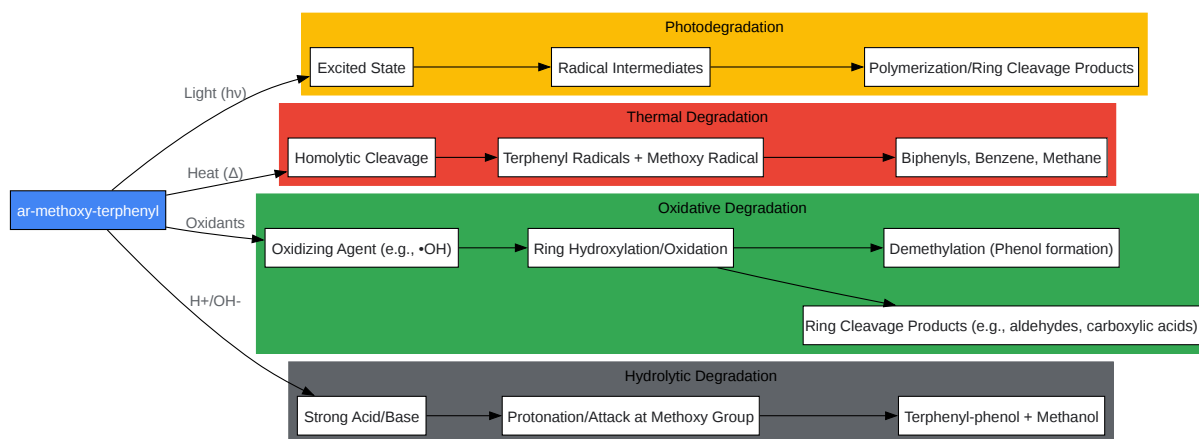 Photodegradation
Excited State
Radical Intermediates
Polymerization/Ring Cleavage Products
Light (hν)
Thermal Degradation
Homolytic Cleavage
Terphenyl Radicals + Methoxy Radical
Biphenyls, Benzene, Methane
Heat (Δ)
ar-methoxy-terphenyl
Oxidants
Oxidative Degradation
Oxidizing Agent (e.g., •OH)
Ring Hydroxylation/Oxidation
Demethylation (Phenol formation)
Ring Cleavage Products (e.g., aldehydes, carboxylic acids)
H+/OH-
Hydrolytic Degradation
Strong Acid/Base
Protonation/Attack at Methoxy Group
Terphenyl-phenol + Methanol